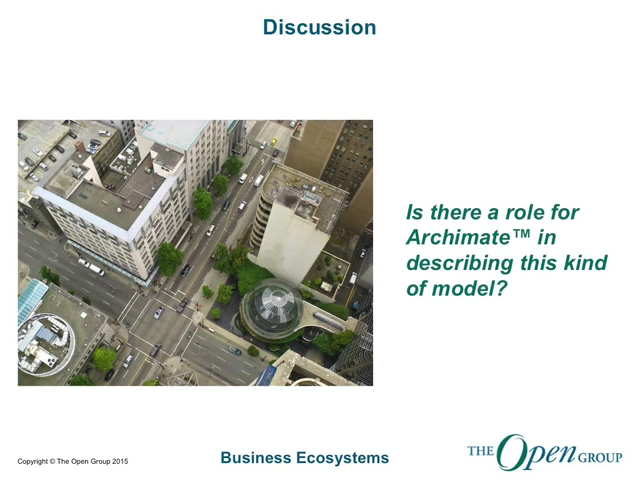 Discussion
Is there a role for
Archimate™ in
describing this kind
of model?
Copyright © The Open Group 2015
Business Ecosystems
THE Open GROUP